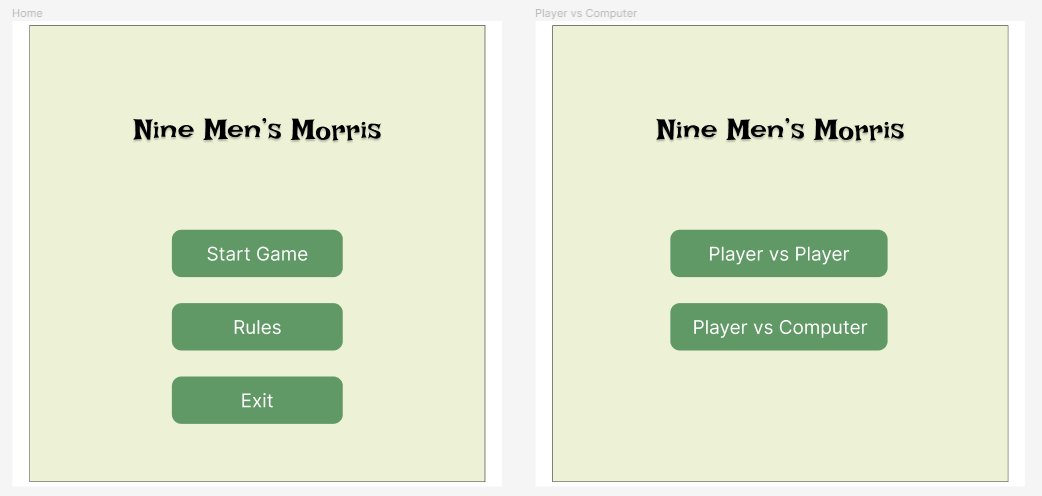 Home
Nine Men's Morris
Start Game
Rules
Exit
Player vs Computer
Nine Men's Morris
Player vs Player
Player vs Computer